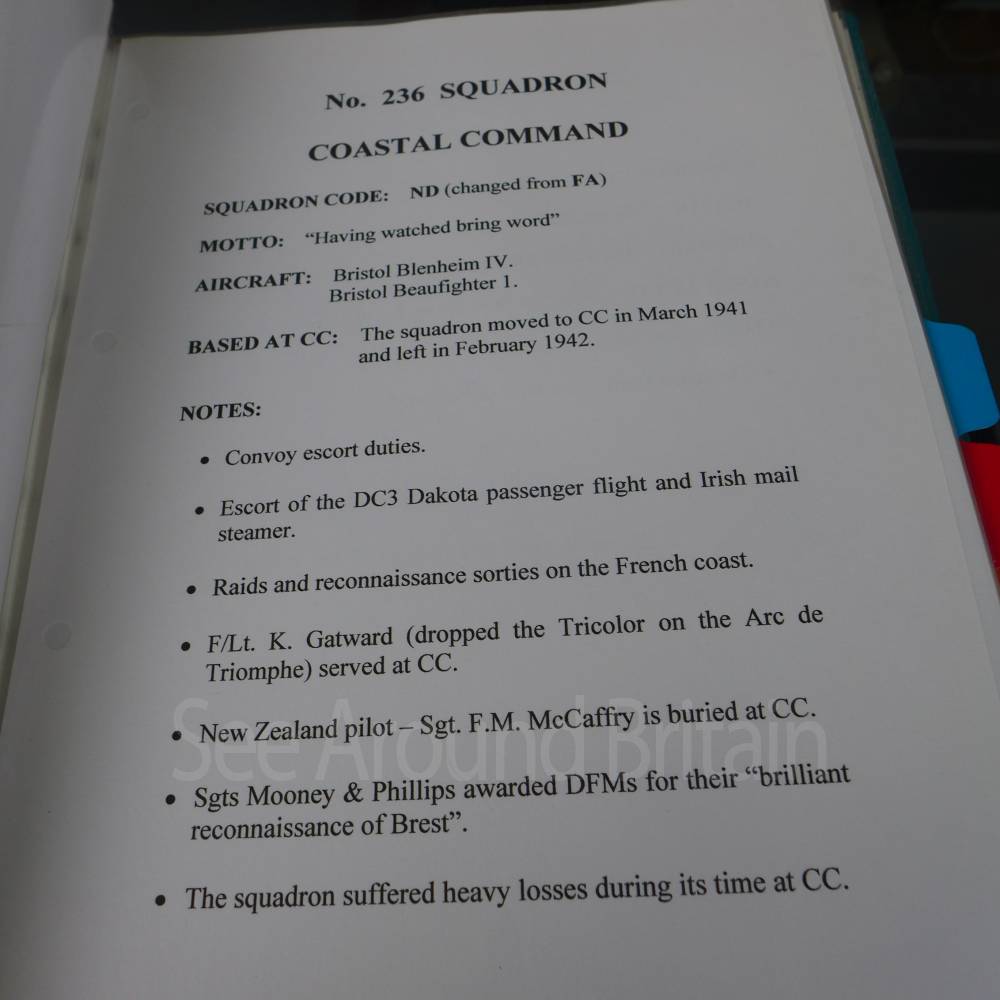 No. 236 SQUADRON
COASTAL COMMAND
SQUADRON CODE: ND (changed from FA)
MOTTO: “Having watched bring word”
AIRCRAFT: Bristol Blenheim IV.
Bristol Beaufighter 1.
BASED AT CC: The squadron moved to CC in March 1941
and left in February 1942.
NOTES:
• Convoy escort duties.
• Escort of the DC3 Dakota passenger flight and Irish mail
steamer.
• Raids and reconnaissance sorties on the French coast.
• F/Lt. K. Gatward (dropped the Tricolor on the Arc de
Triomphe) served at CC.
• New Zealand pilot – Sgt. F.M. McCaffry is buried at CC.
See Around Britain
• Sgts Mooney & Phillips awarded DFMs for their “brilliant
reconnaissance of Brest”.
• The squadron suffered heavy losses during its time at CC.